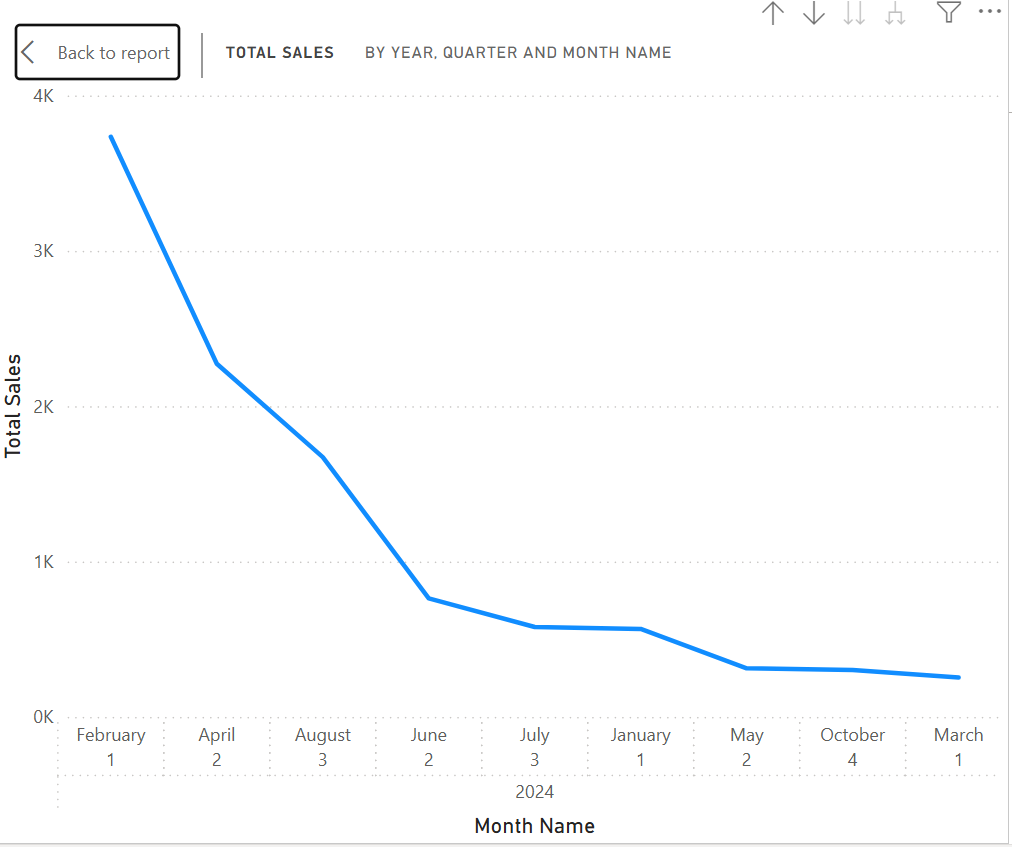 Back to report
TOTAL SALES BY YEAR, QUARTER AND MONTH NAME
4K
3K
2K
1K
0K
Total Sales
February April August June July January May October March
1 2 3 2 3 1 2 4 1
2024
Month Name